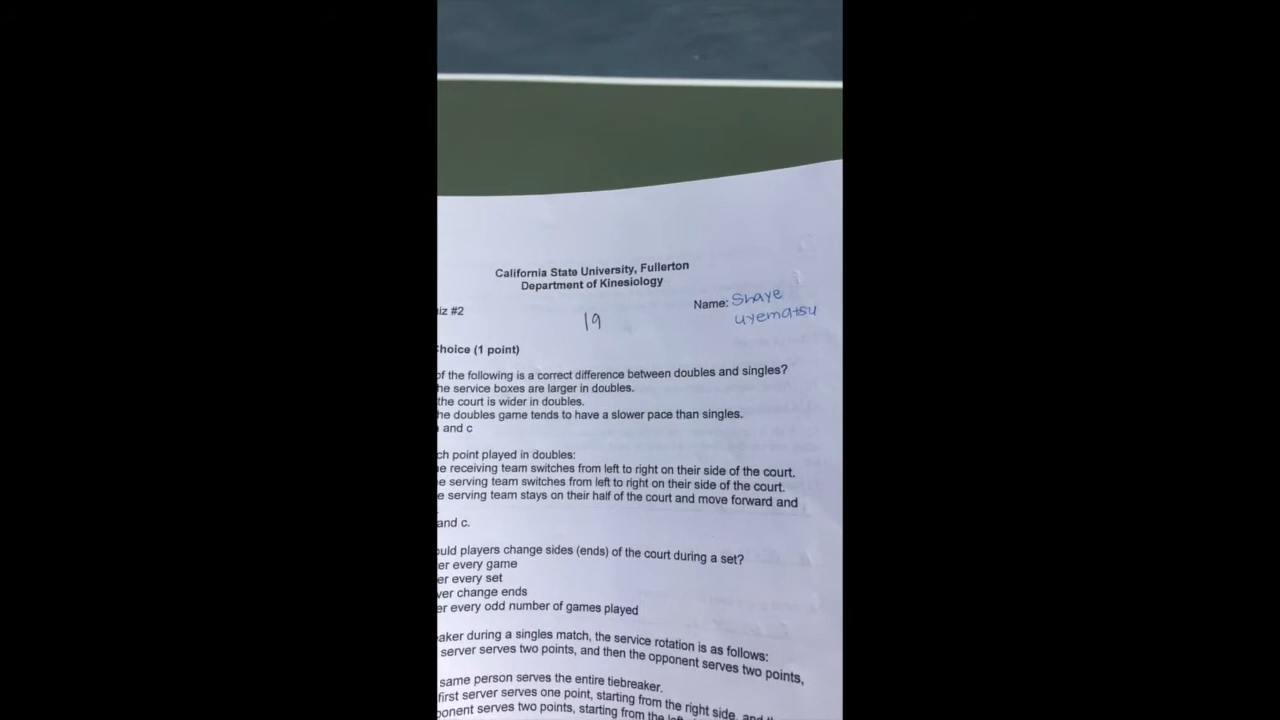 California State University, Fullerton
Department of Kinesiology
iz #2
19
Name: Shaye
Uyematsu
Choice (1 point)
of the following is a correct difference between doubles and singles?
he service boxes are larger in doubles.
the court is wider in doubles.
he doubles game tends to have a slower pace than singles.
and c
ch point played in doubles:
e receiving team switches from left to right on their side of the court.
e serving team switches from left to right on their side of the court.
e serving team stays on their half of the court and move forward and
and c.
ould players change sides (ends) of the court during a set?
er every game
er every set
ver change ends
er every odd number of games played
aker during a singles match, the service rotation is as follows:
server serves two points, and then the opponent serves two points,
same person serves the entire tiebreaker.
first server serves one point, starting from the right side, and
ponent serves two points, starting from the